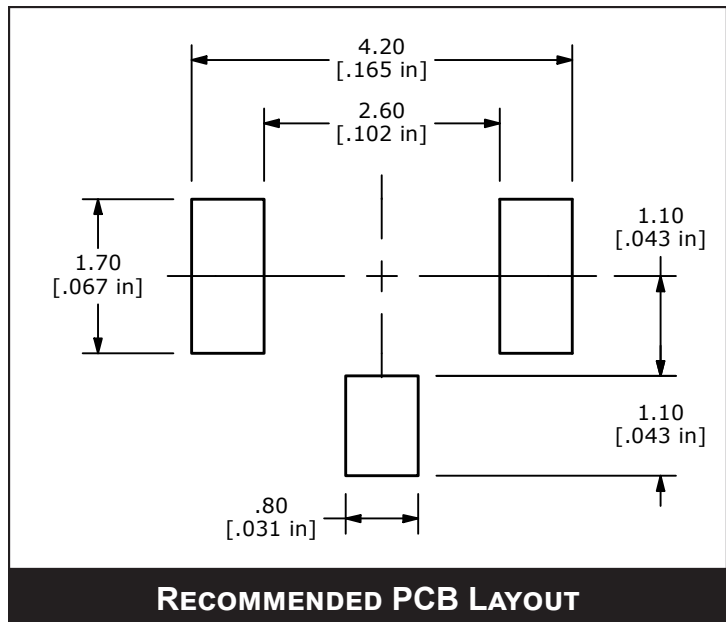 4.20
[.165 in]
2.60
[.102 in]
1.10
[.043 in]
1.70
[.067 in]
1.10
[.043 in]
.80
[.031 in]
RECOMMENDED PCB LAYOUT